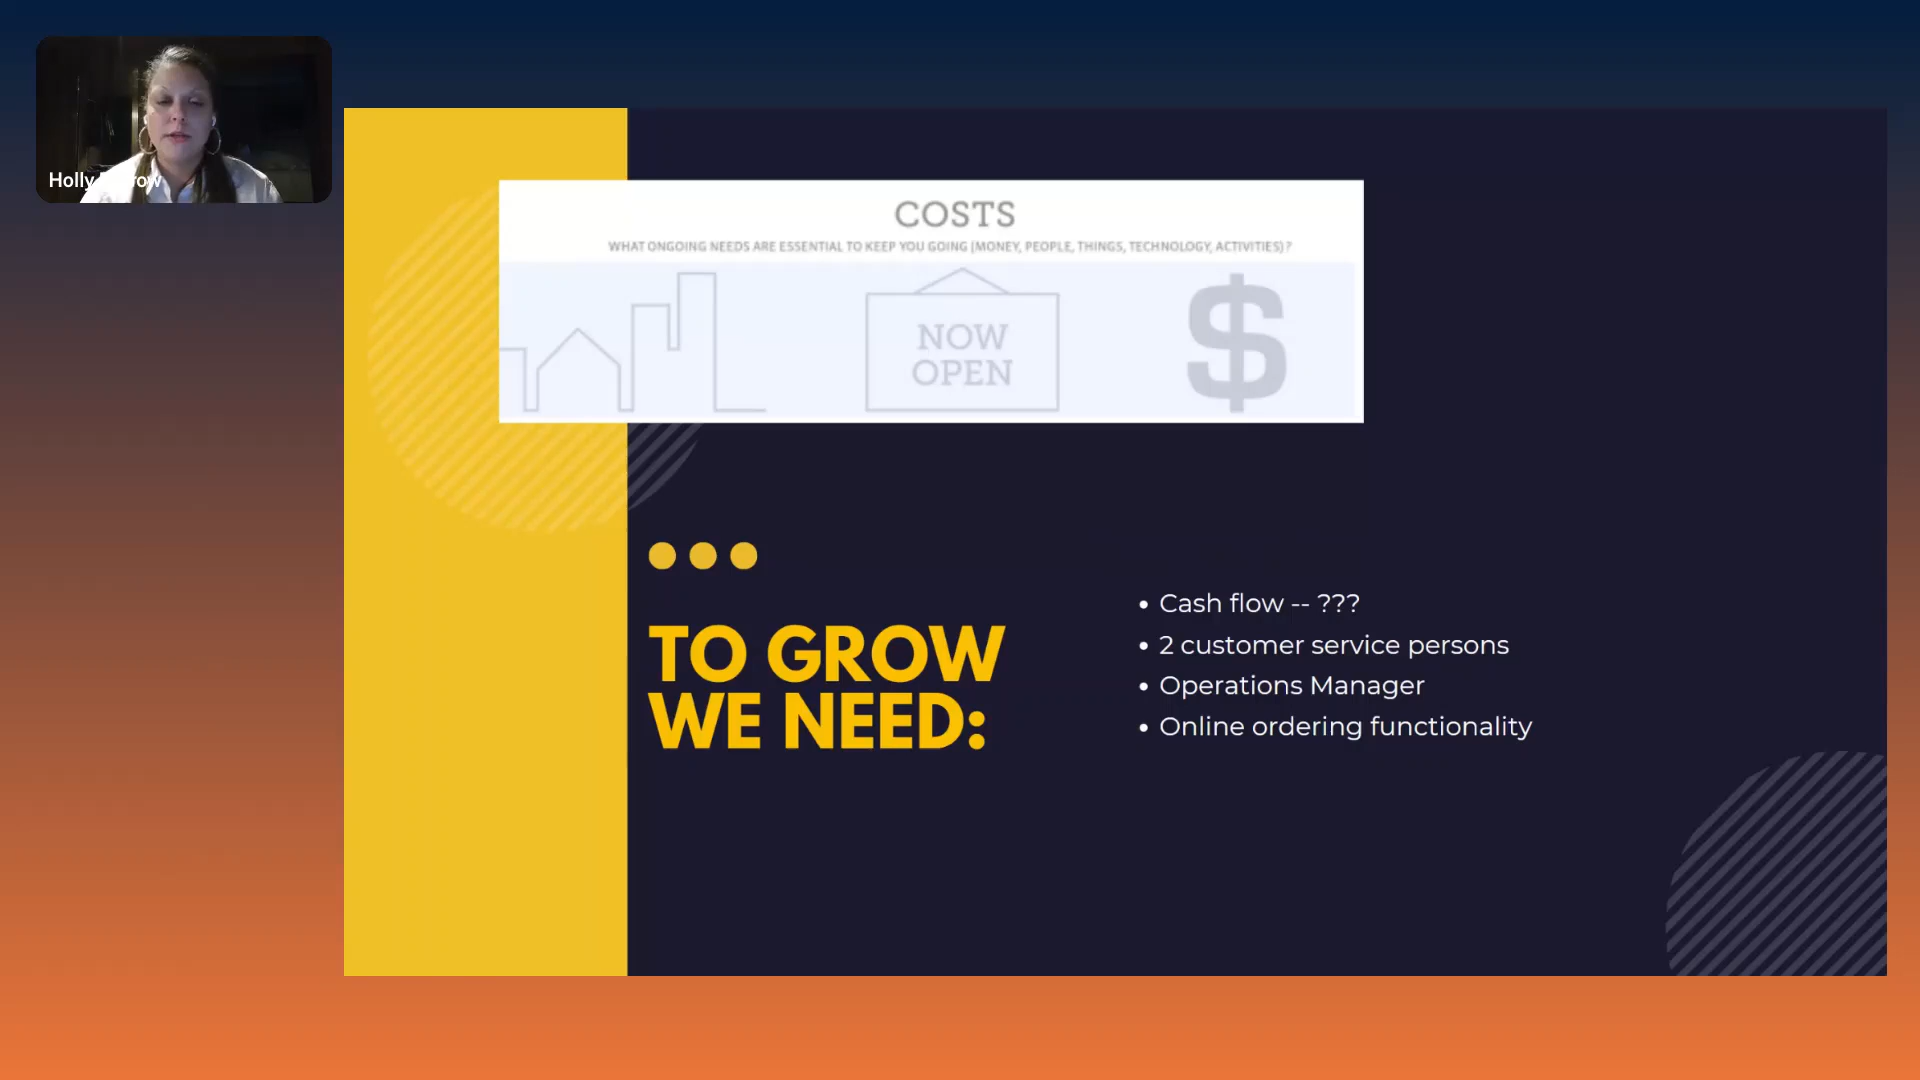 Holly
COSTS
WHAT ONGOING NEEDS ARE ESSENTIAL TO KEEP YOU GOING (MONEY, PEOPLE, THINGS, TECHNOLOGY, ACTIVITIES)?
NOW
OPEN
$
TO GROW
WE NEED:
• Cash flow -- ???
• 2 customer service persons
• Operations Manager
• Online ordering functionality